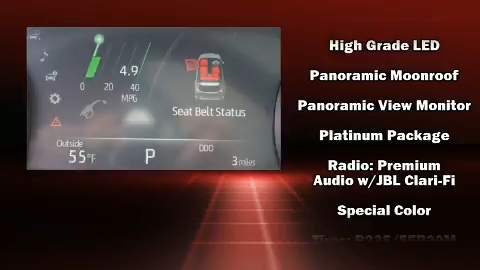 4.9
0 20 40
MPG
Seat Belt Status
Outside
55°F
P
ODO
3 miles
High Grade LED
Panoramic Moonroof
Panoramic View Monitor
Platinum Package
Radio: Premium
Audio w/JBL Clari-Fi
Special Color